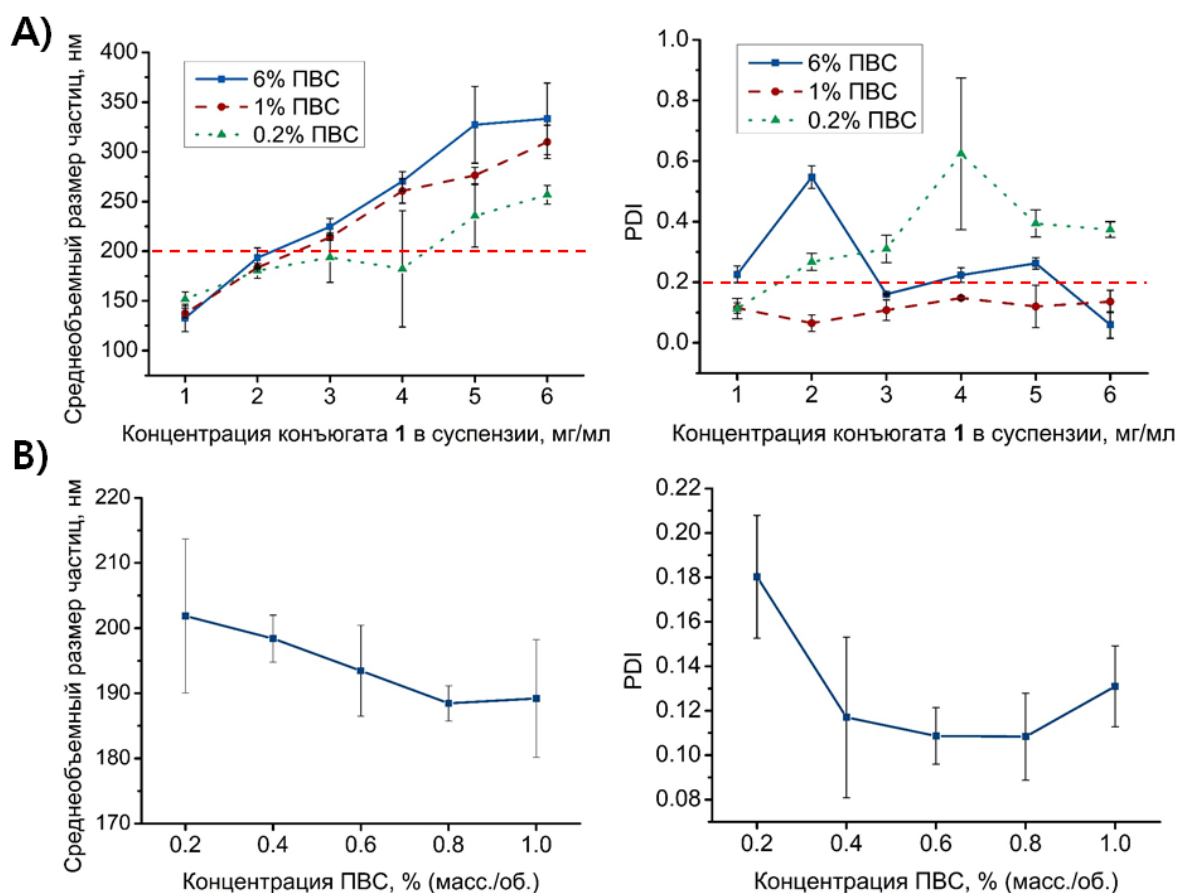 A)
Среднеобъемный размер частиц, нм
400
350
300
250
200
150
100
6% ПВС
1% ПВС
0.2% ПВС
1 2 3 4 5 6
Концентрация конъюгата 1 в суспензии, мг/мл
PDI
1.0
0.8
0.6
0.4
0.2
0.0
6% ПВС
1% ПВС
0.2% ПВС
1 2 3 4 5 6
Концентрация конъюгата 1 в суспензии, мг/мл
B)
Среднеобъемный размер частиц, нм
220
210
200
190
180
170
0.2 0.4 0.6 0.8 1.0
Концентрация ПВС, % (масс./об.)
PDI
0.22
0.20
0.18
0.16
0.14
0.12
0.10
0.08
0.2 0.4 0.6 0.8 1.0
Концентрация ПВС, % (масс./об.)